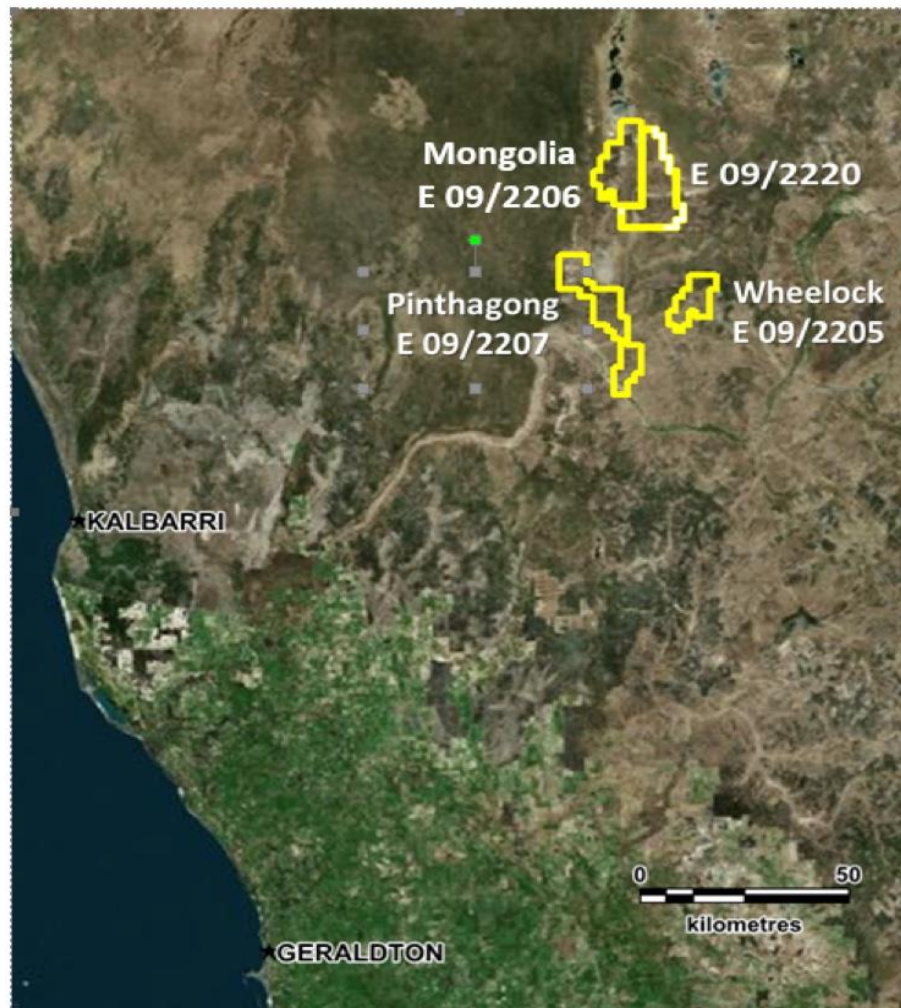 Mongolia
E 09/2206
E 09/2220
Pinthagong
E 09/2207
Wheelock
E 09/2205
KALBARRI
0 50
kilometres
GERALDTON